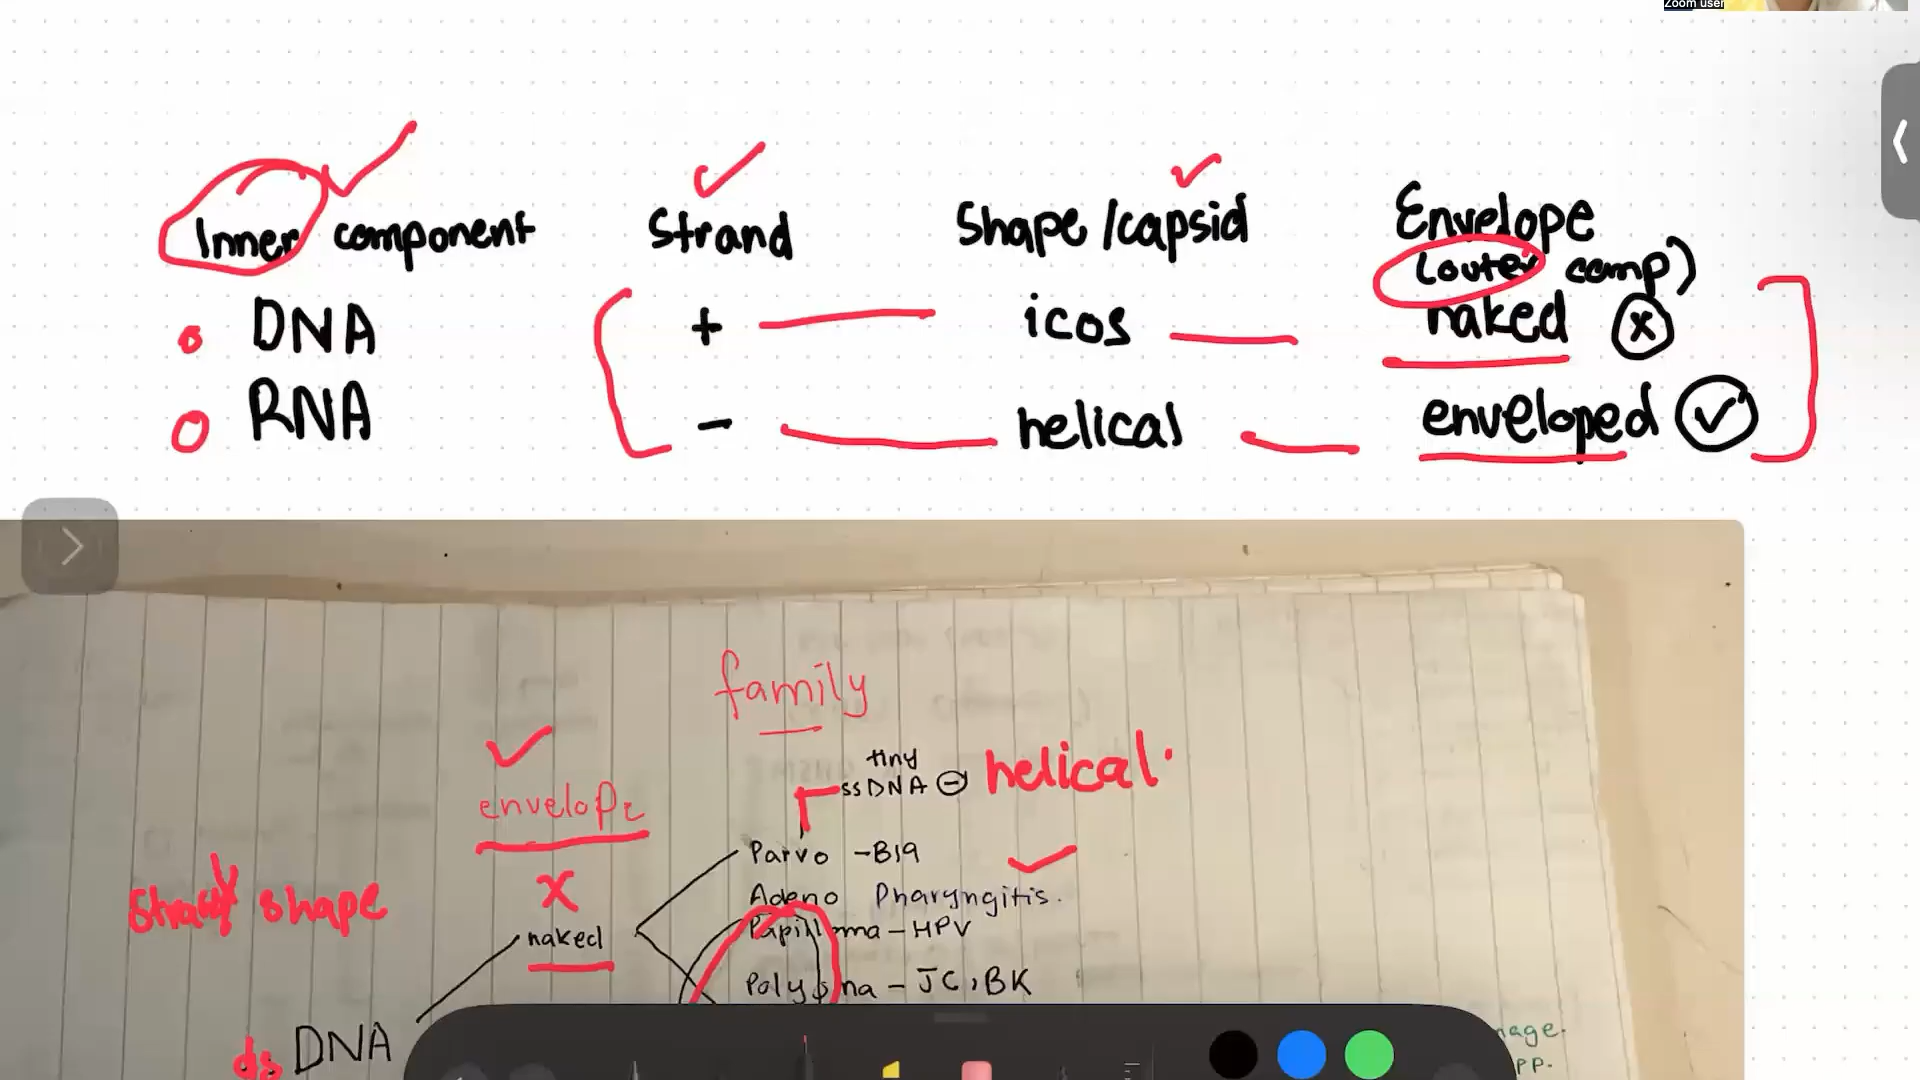 Zoom user
Inner component Strand Shape/capsid Envelope
(outer comp)
DNA + icos naked x
RNA - helical enveloped ✓
family
tiny
ssDNA ⊖ helical.
envelope
Parvo -B19
shape x Adeno Pharyngitis.
naked Papilloma - HPV
Polyoma - JC, BK
ds DNA